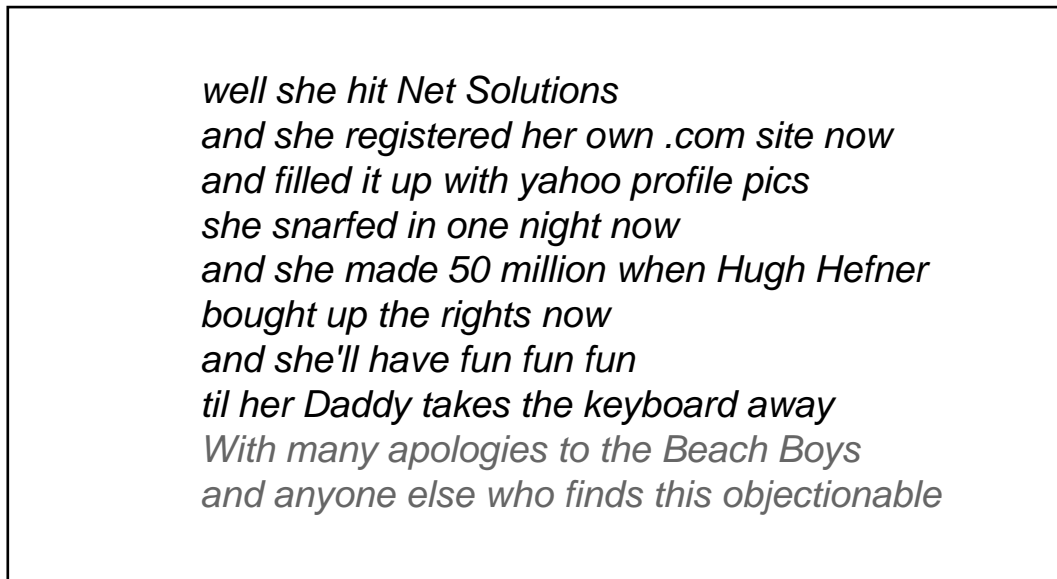 well she hit Net Solutions
and she registered her own .com site now
and filled it up with yahoo profile pics
she snarfed in one night now
and she made 50 million when Hugh Hefner
bought up the rights now
and she'll have fun fun fun
til her Daddy takes the keyboard away
With many apologies to the Beach Boys
and anyone else who finds this objectionable